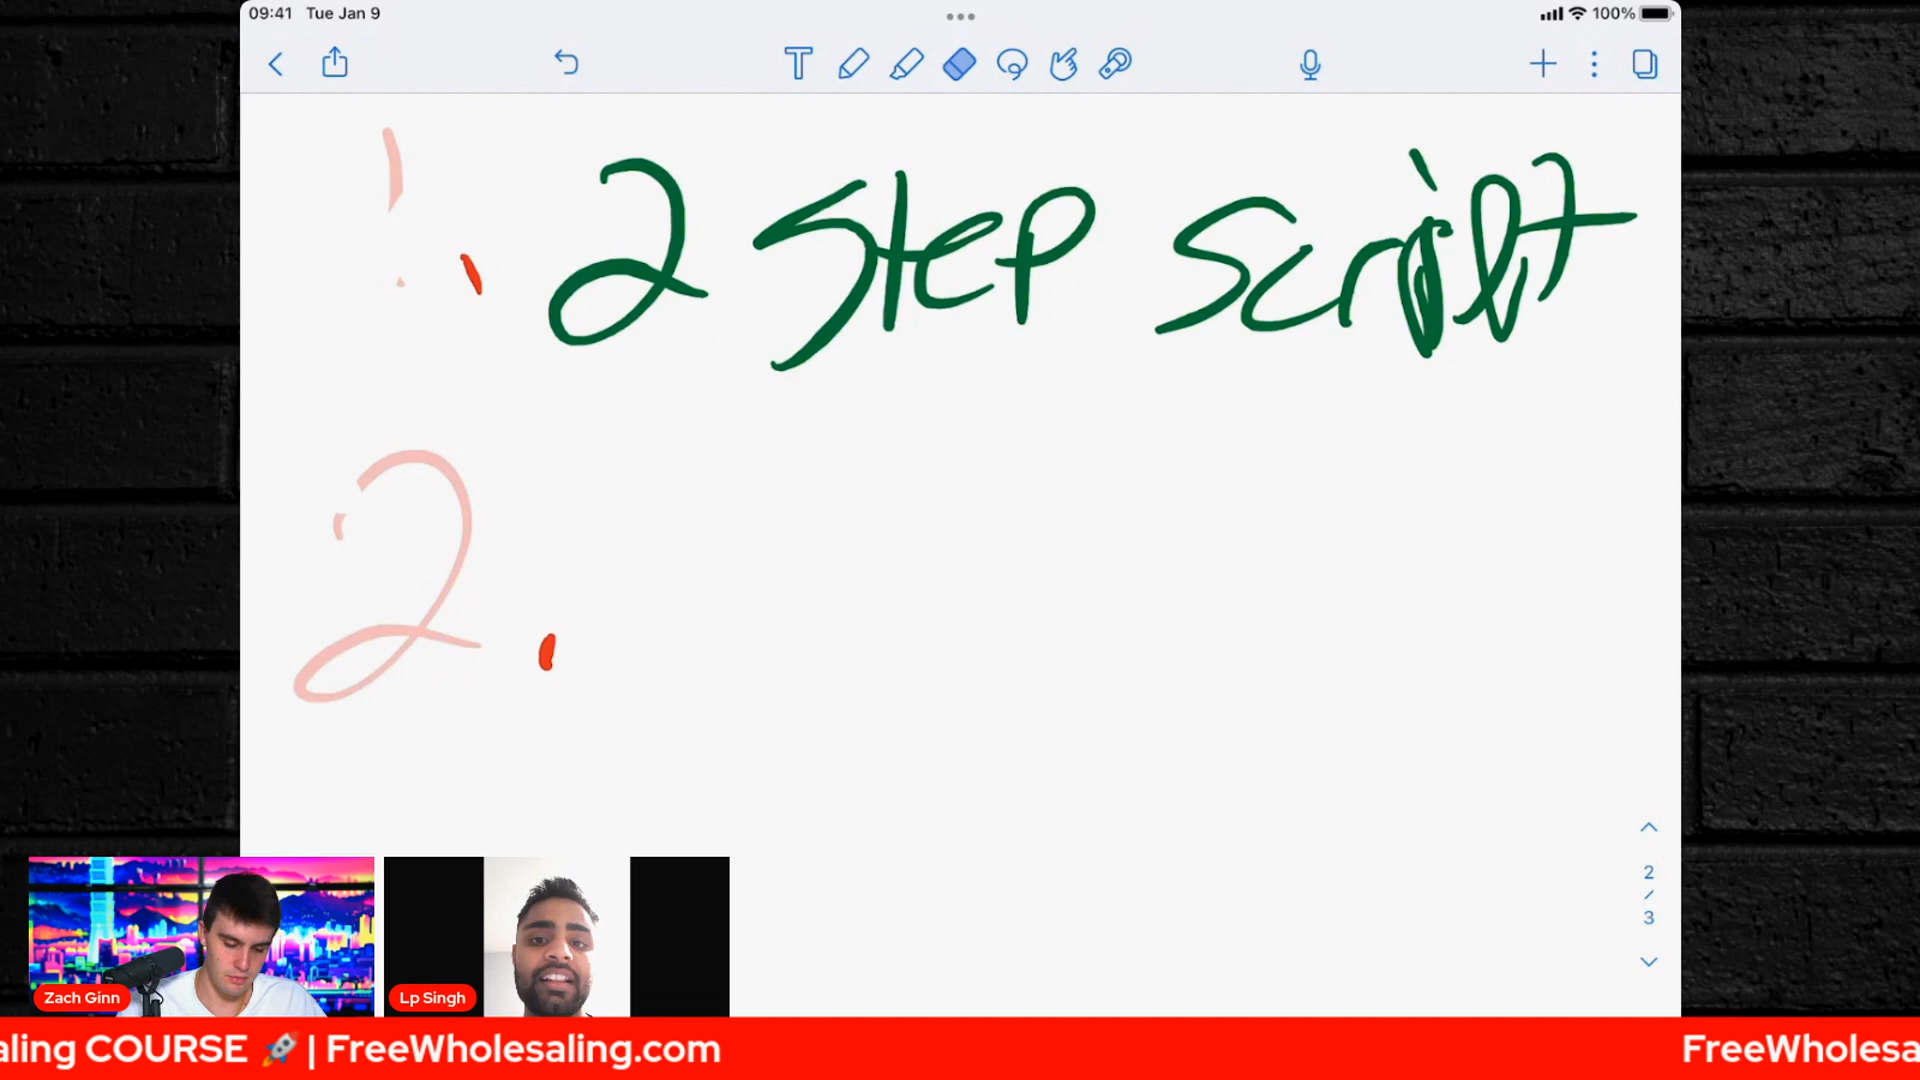 09:41 Tue Jan 9
100%
T
2 Step Script
2.
2
/
3
Zach Ginn
Lp Singh
aling COURSE 🚀 | FreeWholesaling.com
FreeWholesa